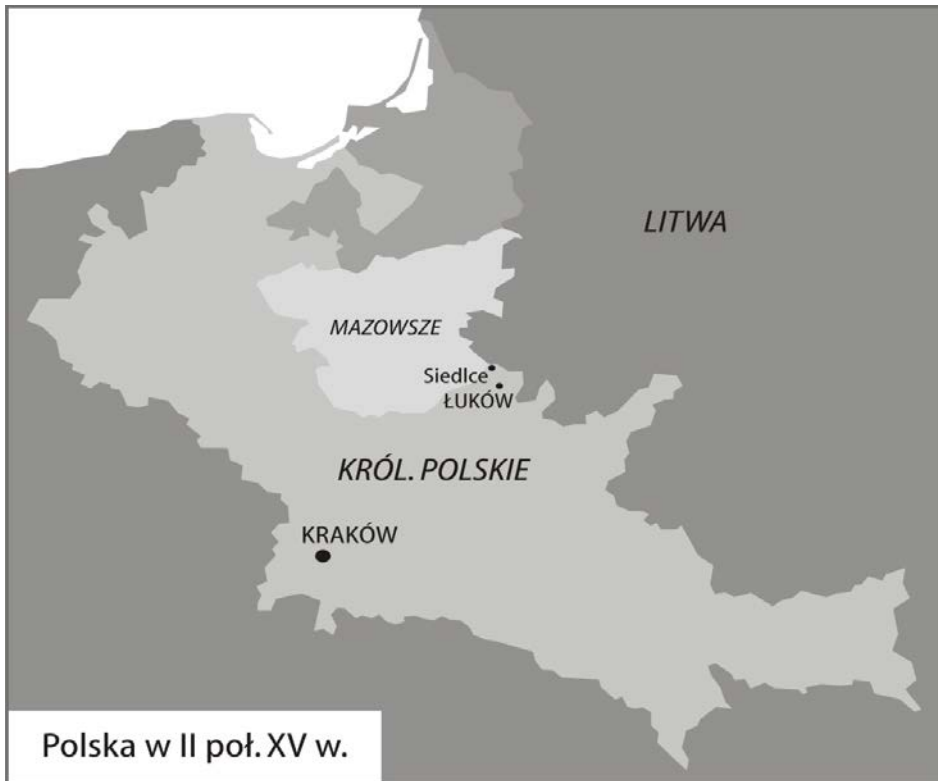 LITWA
MAZOWSZE
Siedlce
ŁUKÓW
KRÓL. POLSKIE
KRAKÓW
Polska w II poł. XV w.